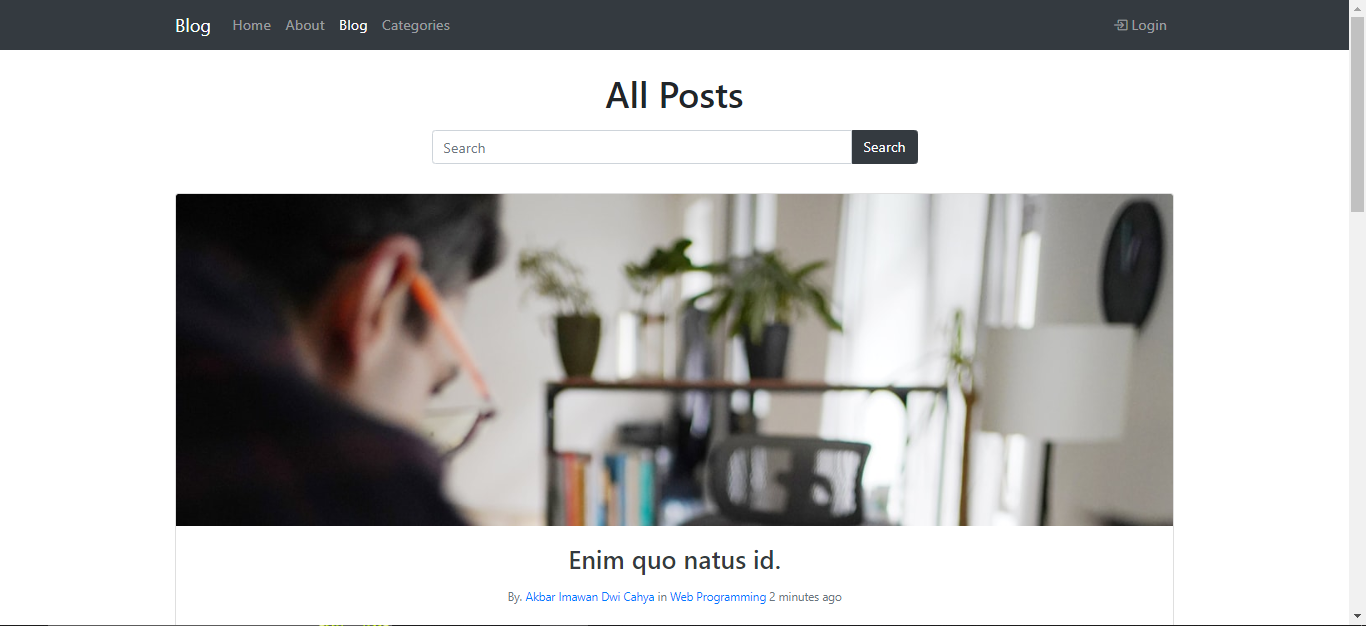 Blog Home About Blog Categories Login
All Posts
Search Search
Enim quo natus id.
By. Akbar Imawan Dwi Cahya in Web Programming 2 minutes ago